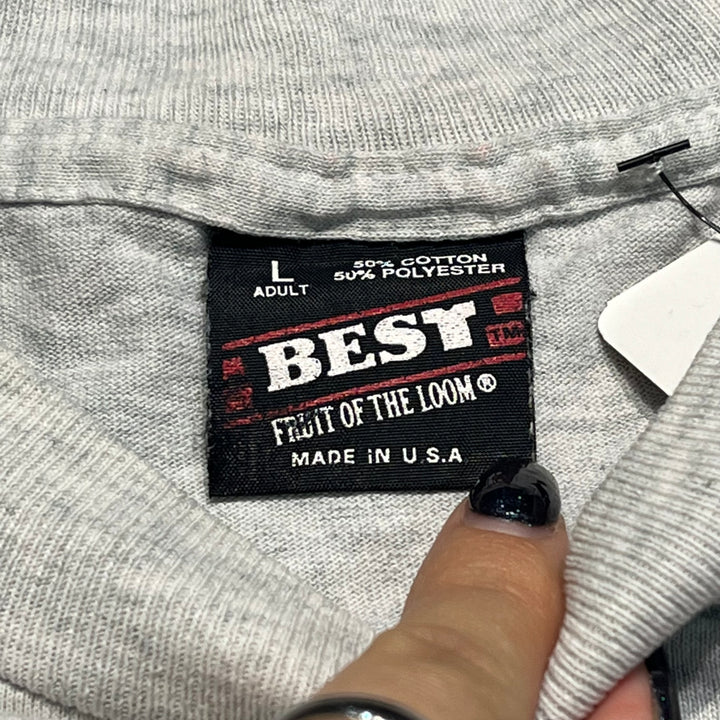 L
ADULT
50% COTTON
50% POLYESTER
BEST
TM
FRUIT OF THE LOOM®
MADE IN U.S.A